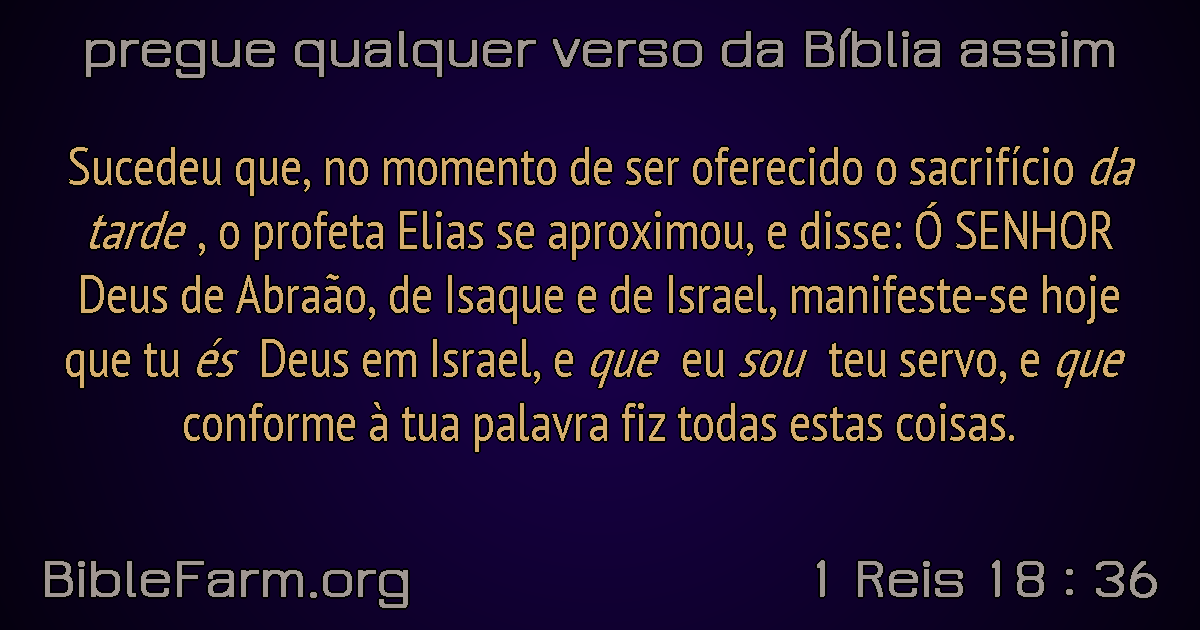 pregue qualquer verso da Bíblia assim
Sucedeu que, no momento de ser oferecido o sacrifício da
tarde , o profeta Elias se aproximou, e disse: Ó SENHOR
Deus de Abraão, de Isaque e de Israel, manifeste-se hoje
que tu és Deus em Israel, e que eu sou teu servo, e que
conforme à tua palavra fiz todas estas coisas.
BibleFarm.org
1 Reis 18 : 36